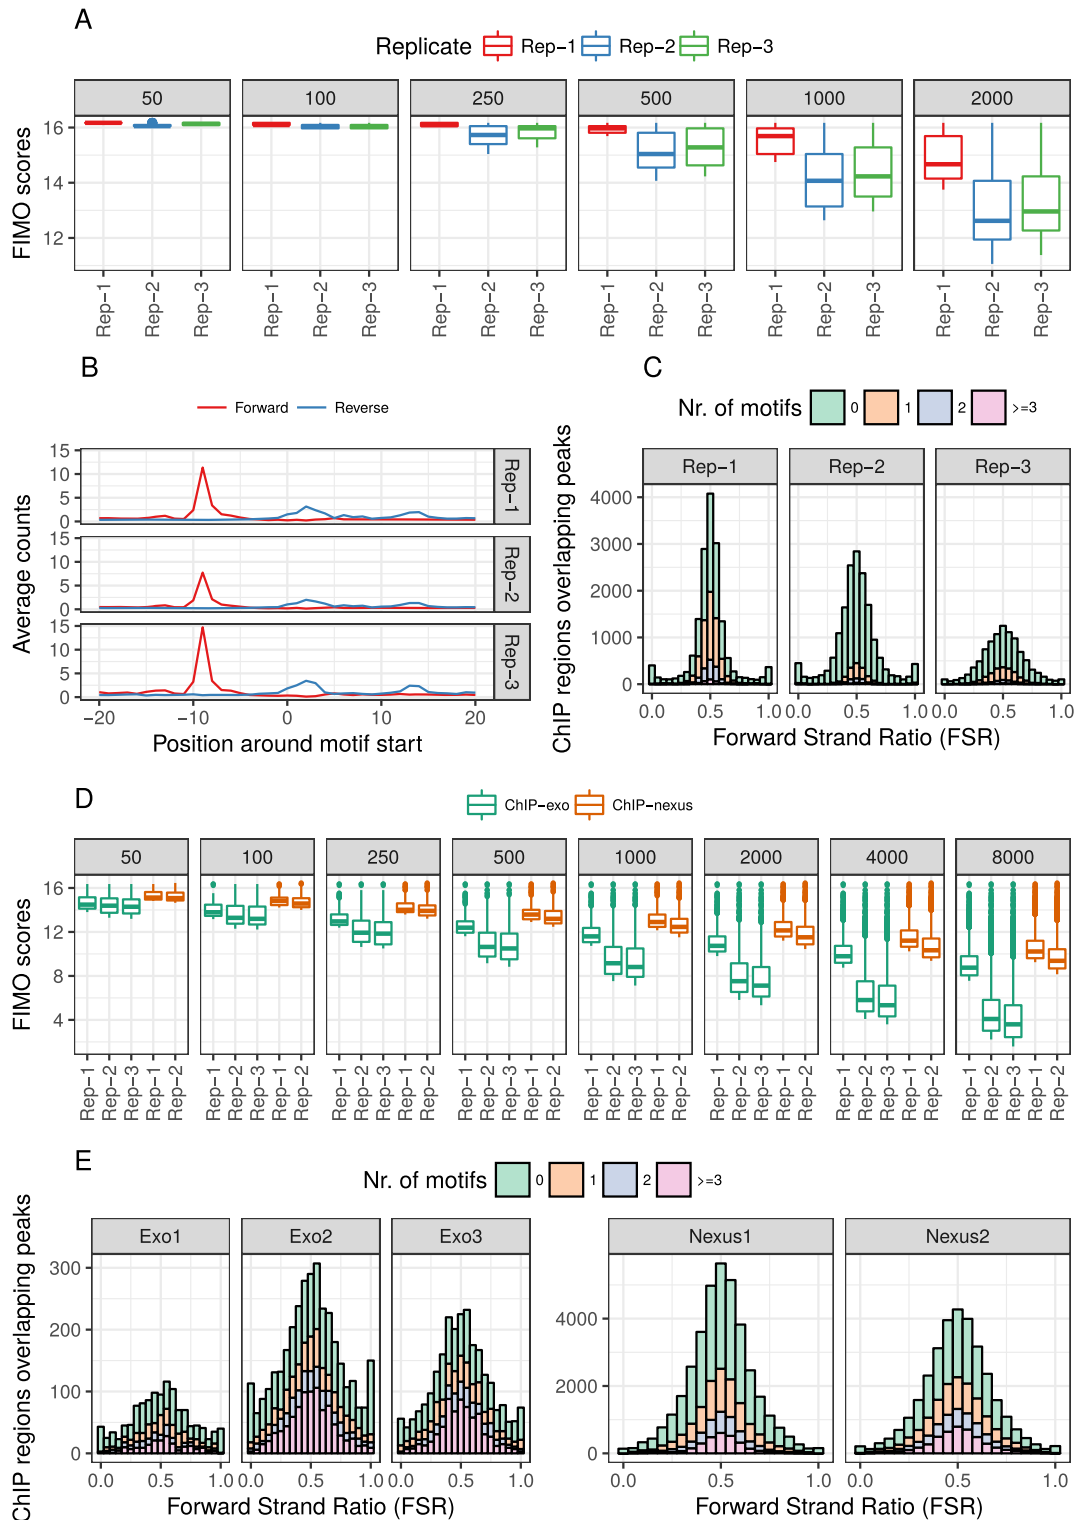 A
Replicate Rep-1 Rep-2 Rep-3
50 100 250 500 1000 2000
FIMO scores
16
14
12
Rep-1 Rep-2 Rep-3 Rep-1 Rep-2 Rep-3 Rep-1 Rep-2 Rep-3 Rep-1 Rep-2 Rep-3 Rep-1 Rep-2 Rep-3 Rep-1 Rep-2 Rep-3
B
Forward Reverse
Average counts
15
10
5
0
Rep-1
15
10
5
0
Rep-2
15
10
5
0
Rep-3
-20 -10 0 10 20
Position around motif start
C
Nr. of motifs 0 1 2 >=3
ChIP regions overlapping peaks
Rep-1 Rep-2 Rep-3
4000
3000
2000
1000
0
0.0 0.5 1.0 0.0 0.5 1.0 0.0 0.5 1.0
Forward Strand Ratio (FSR)
D
ChIP-exo ChIP-nexus
50 100 250 500 1000 2000 4000 8000
FIMO scores
16
12
8
4
Rep-1 Rep-2 Rep-3 Rep-1 Rep-2 Rep-1 Rep-2 Rep-3 Rep-1 Rep-2 Rep-1 Rep-2 Rep-3 Rep-1 Rep-2 Rep-1 Rep-2 Rep-3 Rep-1 Rep-2 Rep-1 Rep-2 Rep-3 Rep-1 Rep-2 Rep-1 Rep-2 Rep-3 Rep-1 Rep-2 Rep-1 Rep-2 Rep-3 Rep-1 Rep-2 Rep-1 Rep-2 Rep-3 Rep-1 Rep-2
E
Nr. of motifs 0 1 2 >=3
ChIP regions overlapping peaks
Exo1 Exo2 Exo3
300
200
100
0
0.0 0.5 1.0 0.0 0.5 1.0 0.0 0.5 1.0
Forward Strand Ratio (FSR)
Nexus1 Nexus2
4000
2000
0
0.0 0.5 1.0 0.0 0.5 1.0
Forward Strand Ratio (FSR)